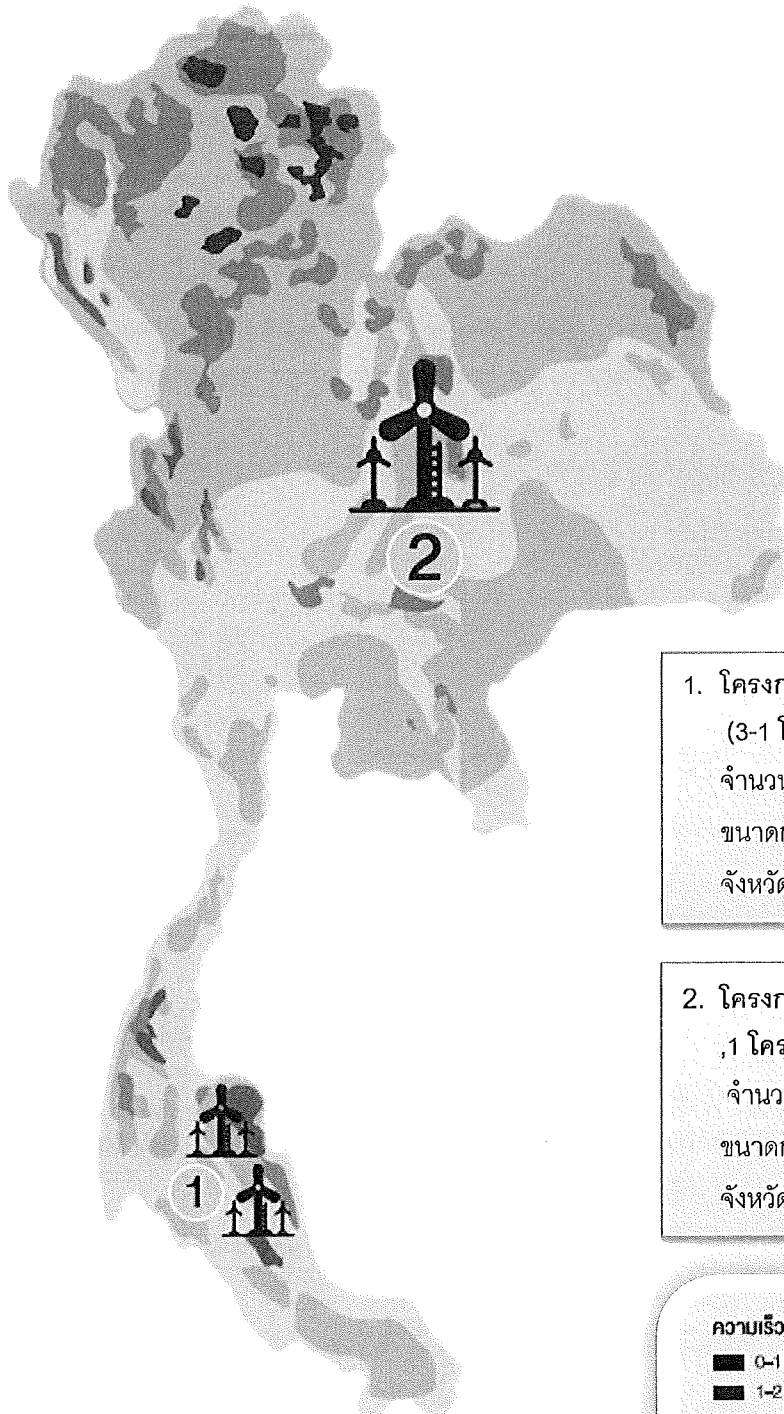 2
1
1. โครงก
(3-1 โ
จำนวน
ขนาดก
จังหวัด
2. โครงก
,1 โคร
จำนว
ขนาดก
จังหวัด
ความเร็ว
0-1
1-2